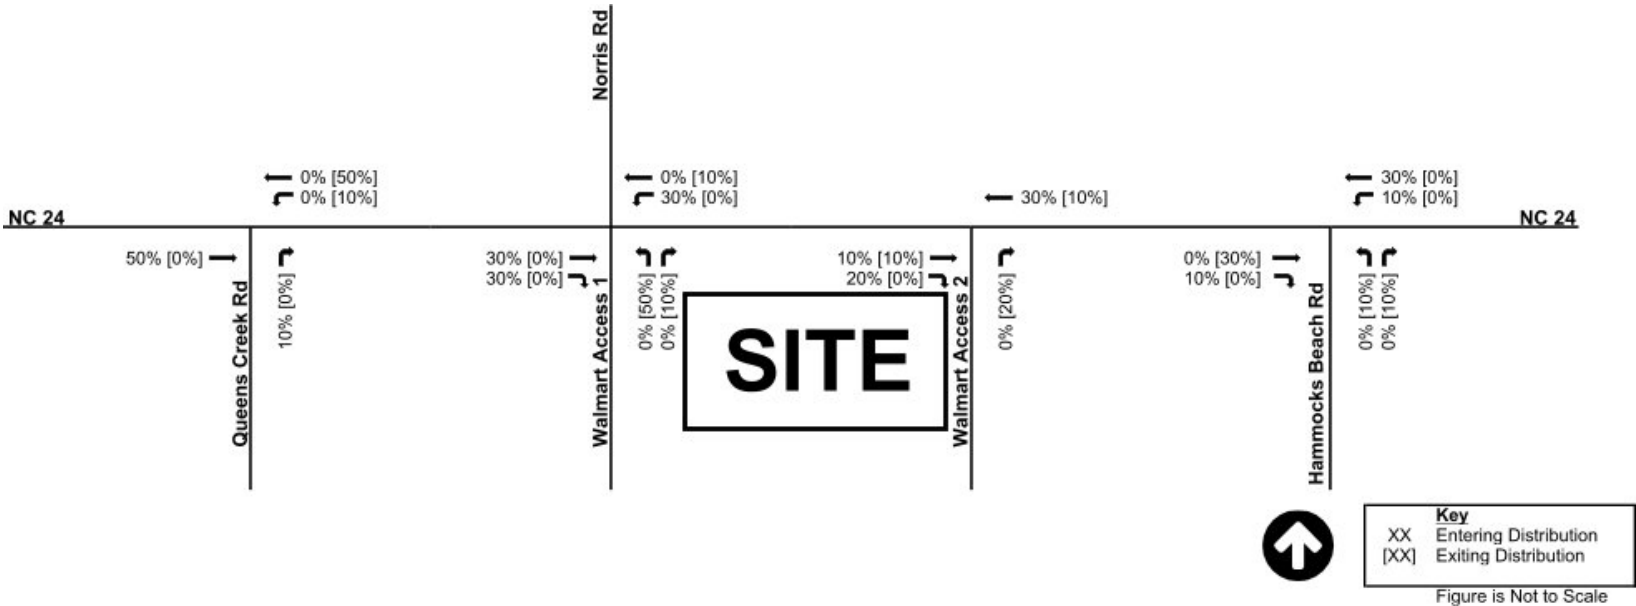 Norris Rd
0% [50%]
0% [10%]
0% [10%]
30% [0%]
30% [10%]
30% [0%]
10% [0%]
NC 24
NC 24
50% [0%]
10% [0%]
Queens Creek Rd
30% [0%]
30% [0%]
Walmart Access 1
0% [50%]
0% [10%]
SITE
10% [10%]
20% [0%]
Walmart Access 2
0% [20%]
0% [30%]
10% [0%]
Hammocks Beach Rd
0% [10%]
0% [10%]
Key
XX Entering Distribution
[XX] Exiting Distribution
Figure is Not to Scale